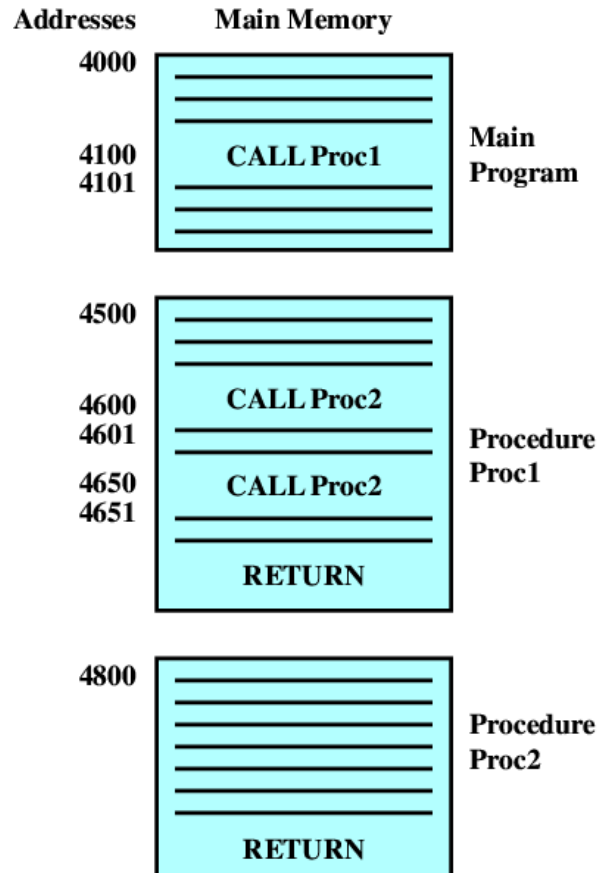 Addresses Main Memory
4000
4100 CALL Proc1
4101
Main
Program
4500
4600 CALL Proc2
4601
4650 CALL Proc2
4651
RETURN
Procedure
Proc1
4800
Procedure
Proc2
RETURN